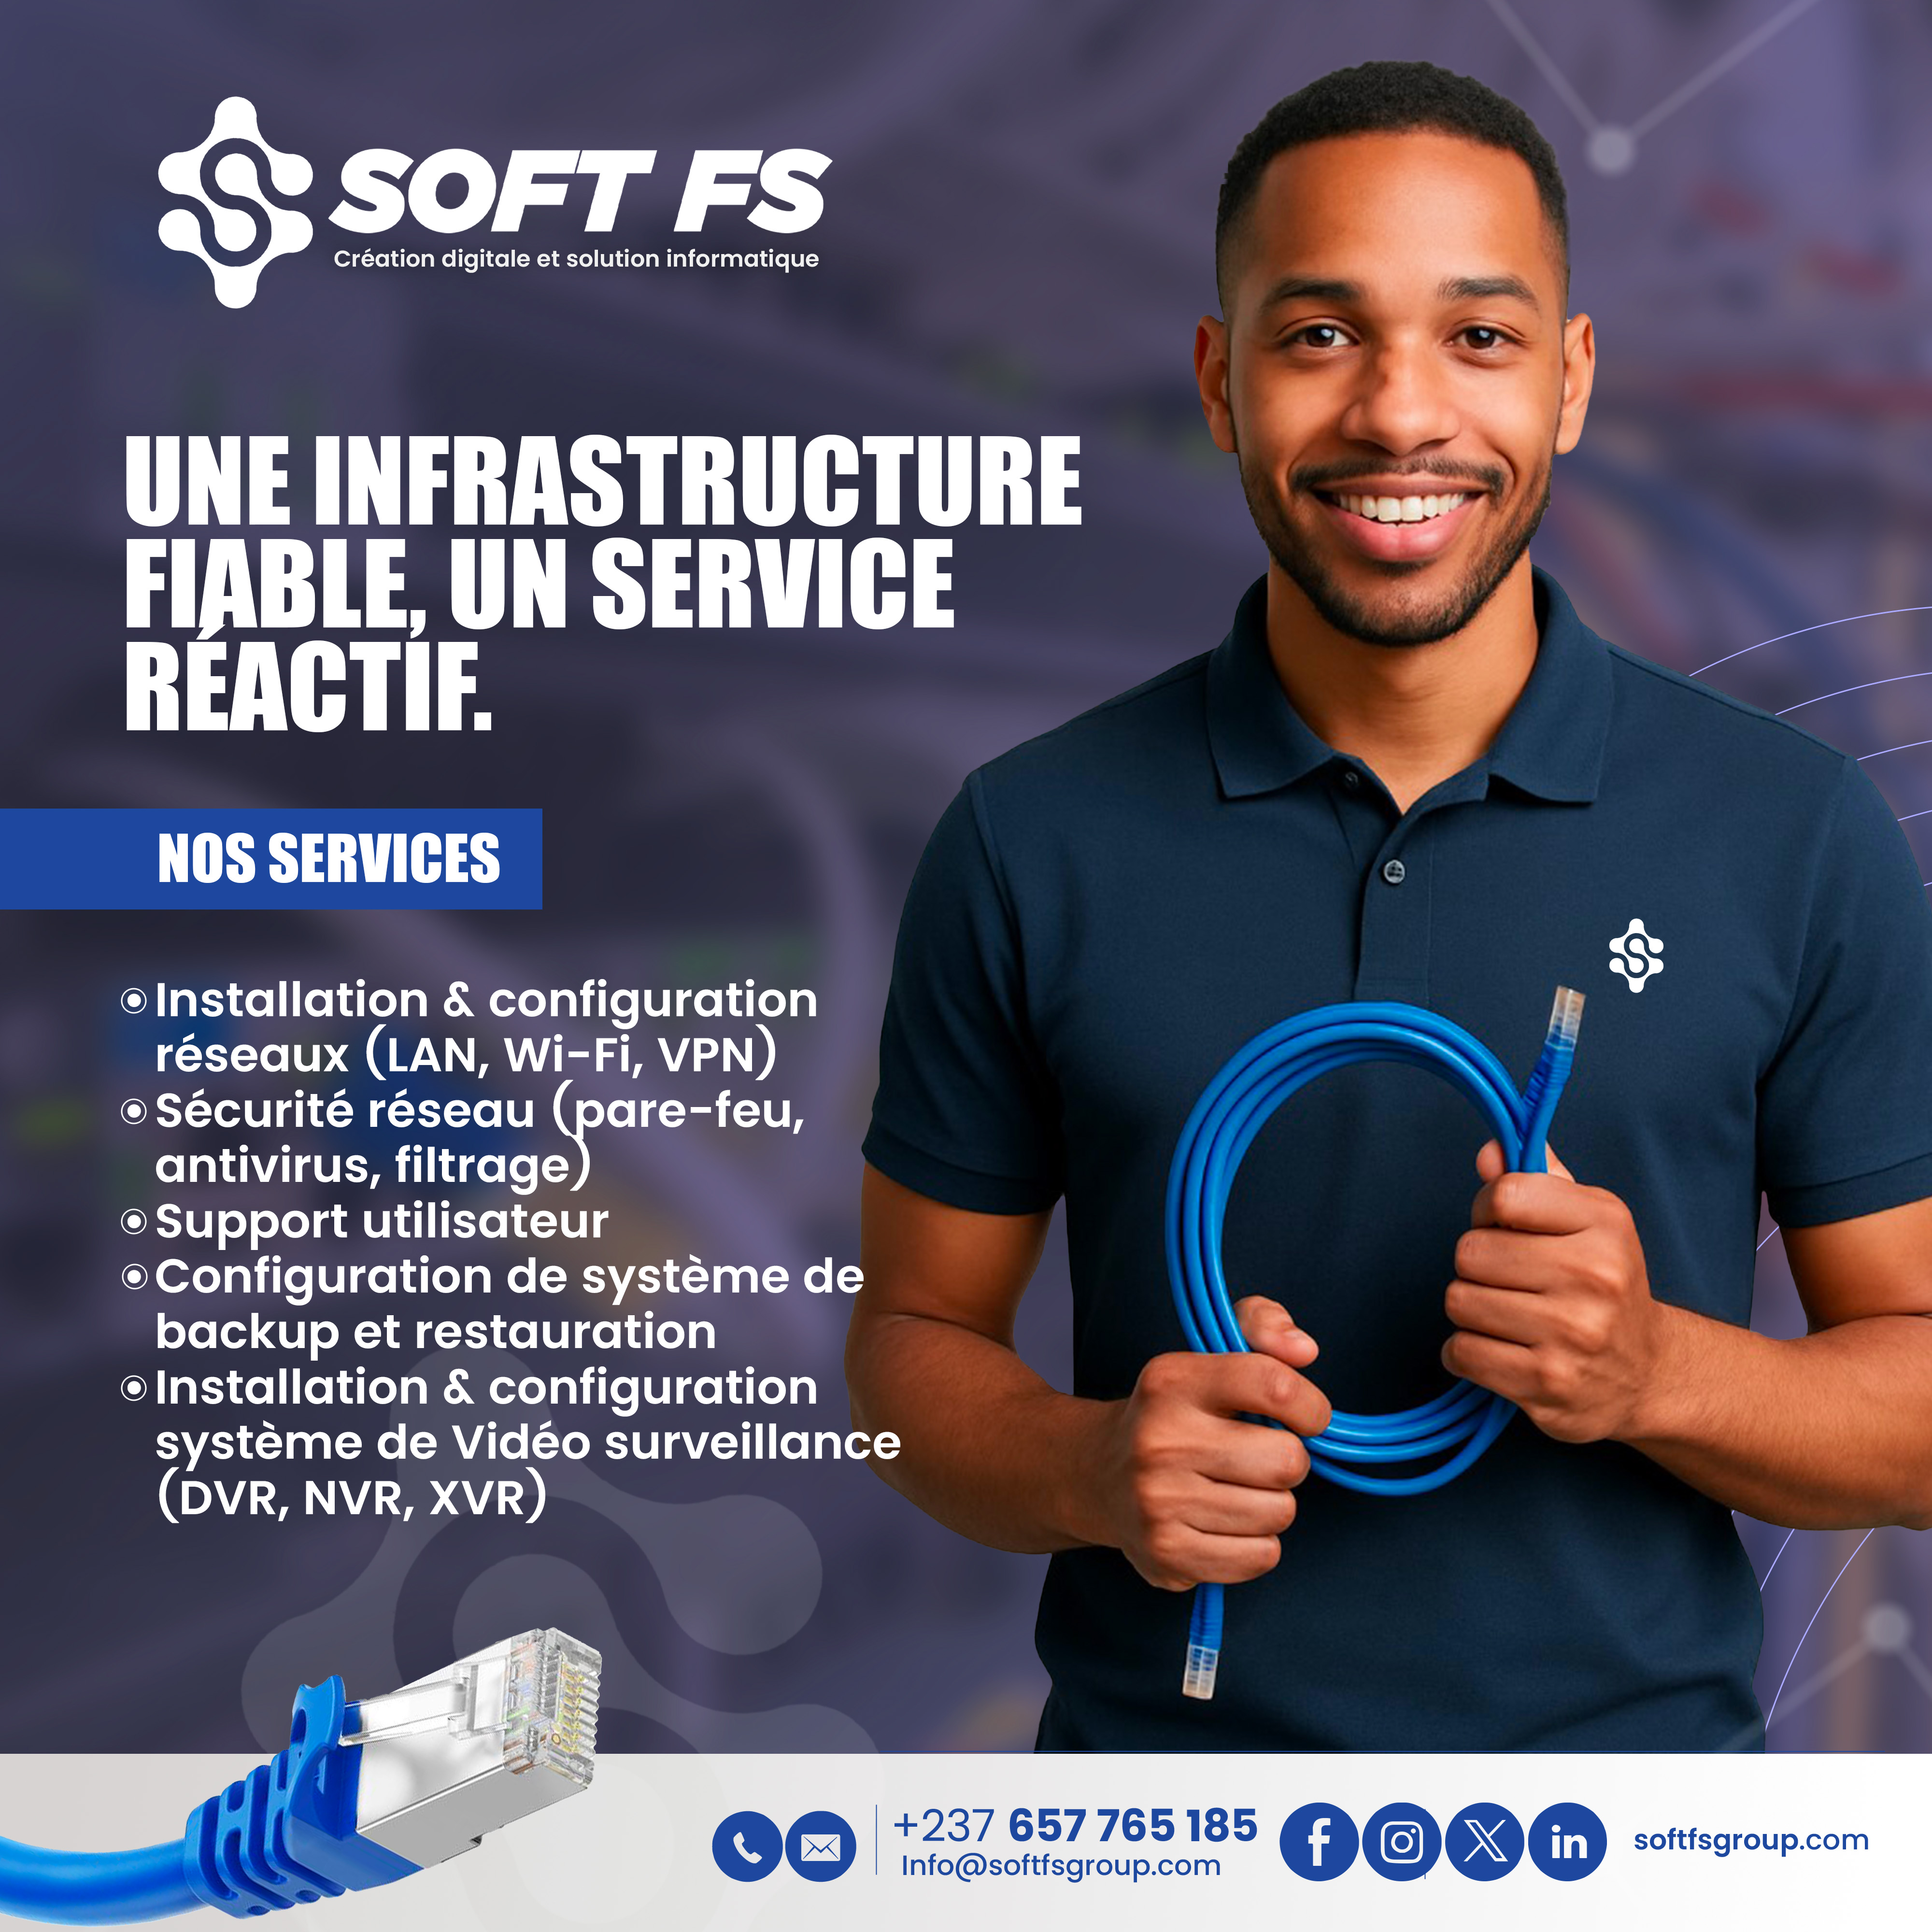 SOFT FS
Création digitale et solution informatique
UNE INFRASTRUCTURE
FIABLE, UN SERVICE
RÉACTIF.
NOS SERVICES
Installation & configuration
réseaux (LAN, Wi-Fi, VPN)
Sécurité réseau (pare-feu,
antivirus, filtrage)
Support utilisateur
Configuration de système de
backup et restauration
Installation & configuration
système de Vidéo surveillance
(DVR, NVR, XVR)
+237 657 765 185
Info@softfsgroup.com
softfsgroup.com